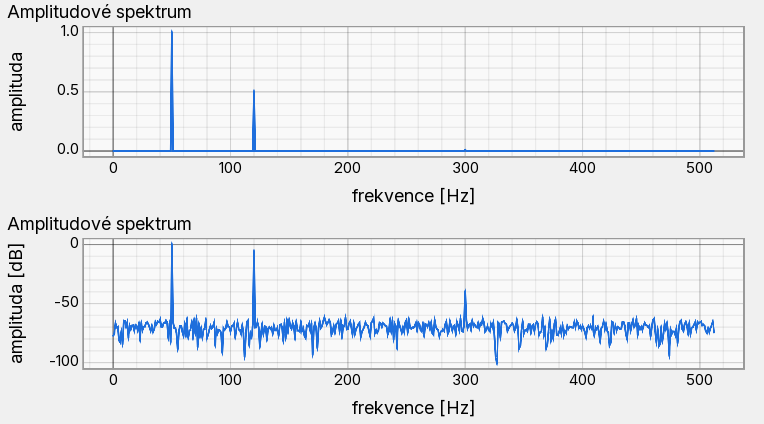 Amplitudové spektrum
1.0
0.5
0.0
amplituda
0 100 200 300 400 500
frekvence [Hz]
Amplitudové spektrum
0
-50
-100
amplituda [dB]
0 100 200 300 400 500
frekvence [Hz]